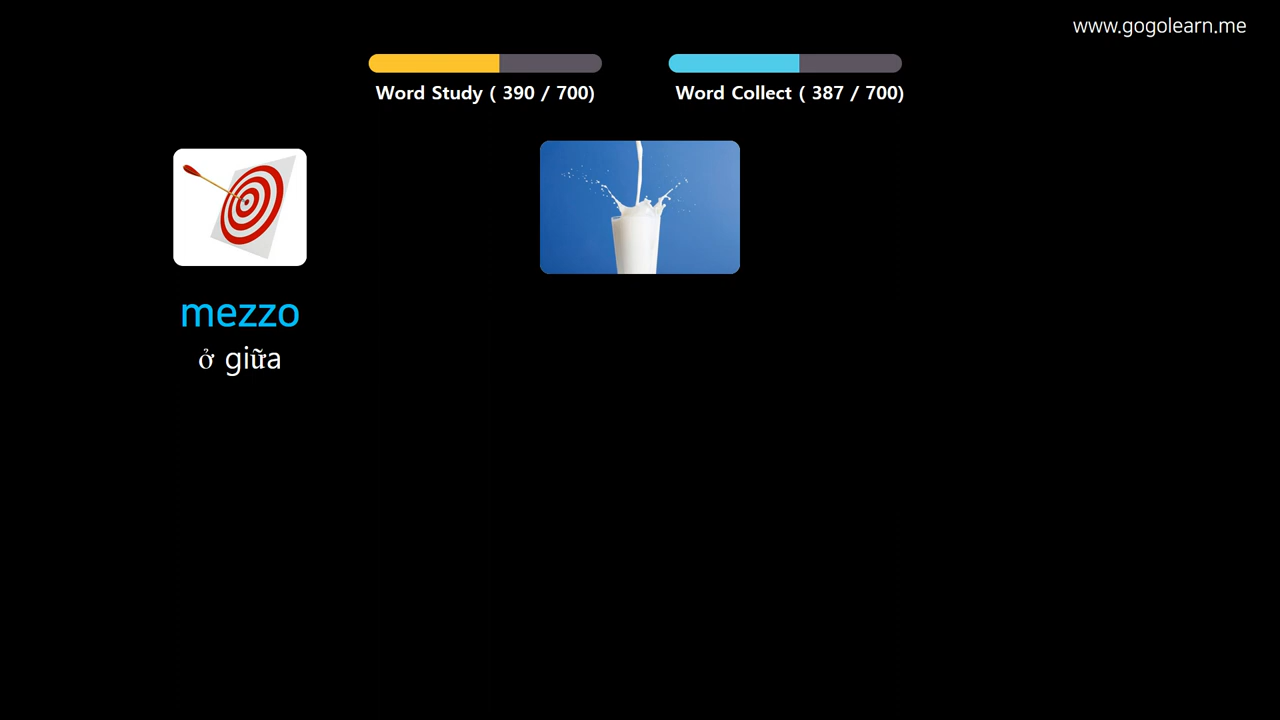 www.gogolearn.me
Word Study ( 390 / 700)
Word Collect ( 387 / 700)
mezzo
ở giữa